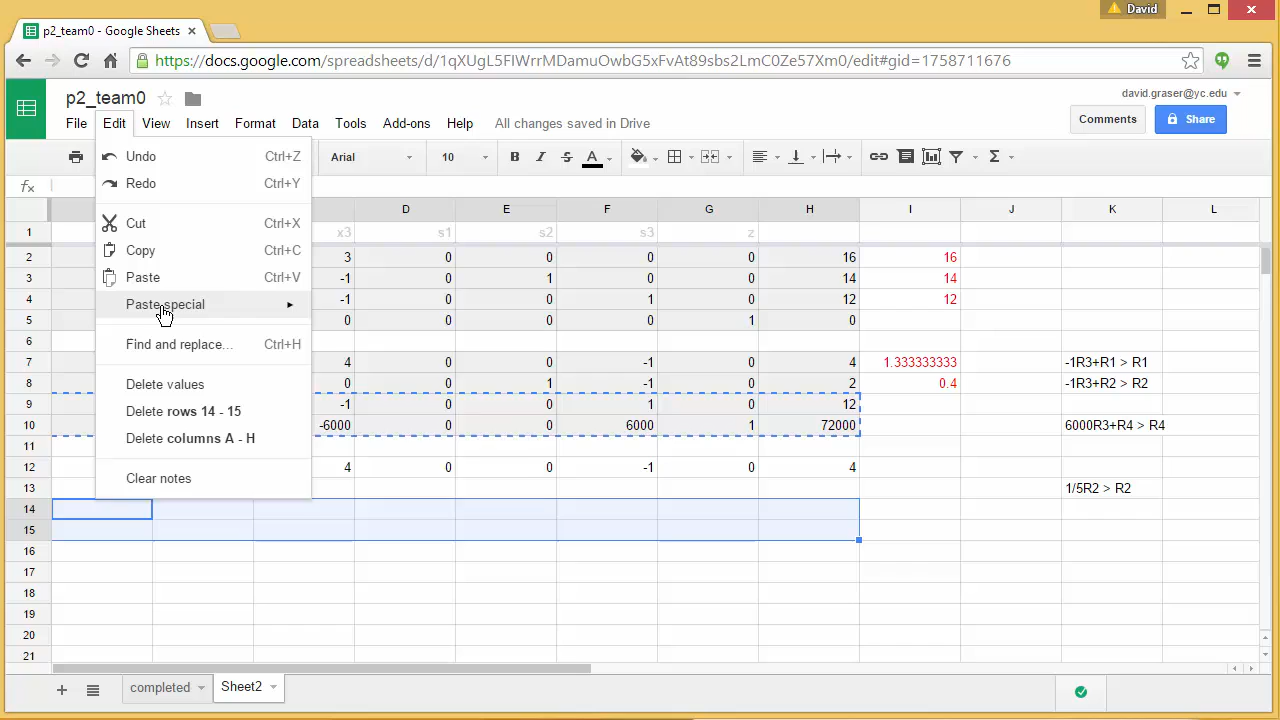 David
p2_team0 - Google Sheets
https://docs.google.com/spreadsheets/d/1qXUgL5FIWrrMDamuOwbG5xFvAt89sbs2LmC0Ze57Xm0/edit#gid=1758711676
p2_team0
david.graser@yc.edu
File Edit View Insert Format Data Tools Add-ons Help All changes saved in Drive
Comments Share
Arial 10 B I S A Σ
fx
Undo Ctrl+Z
Redo Ctrl+Y
Cut Ctrl+X
Copy Ctrl+C
Paste Ctrl+V
Paste special
Find and replace... Ctrl+H
Delete values
Delete rows 14 - 15
Delete columns A - H
Clear notes
D E F G H I J K L
1 x3 s1 s2 s3 z
2 3 0 0 0 0 16 16
3 -1 0 1 0 0 14 14
4 -1 0 0 1 0 12 12
5 0 0 0 0 1 0
6
7 4 0 0 -1 0 4 1.333333333 -1R3+R1 > R1
8 0 0 1 -1 0 2 0.4 -1R3+R2 > R2
9 -1 0 0 1 0 12
10 -6000 0 0 6000 1 72000 6000R3+R4 > R4
11
12 4 0 0 -1 0 4
13 1/5R2 > R2
14
15
16
17
18
19
20
21
completed Sheet2